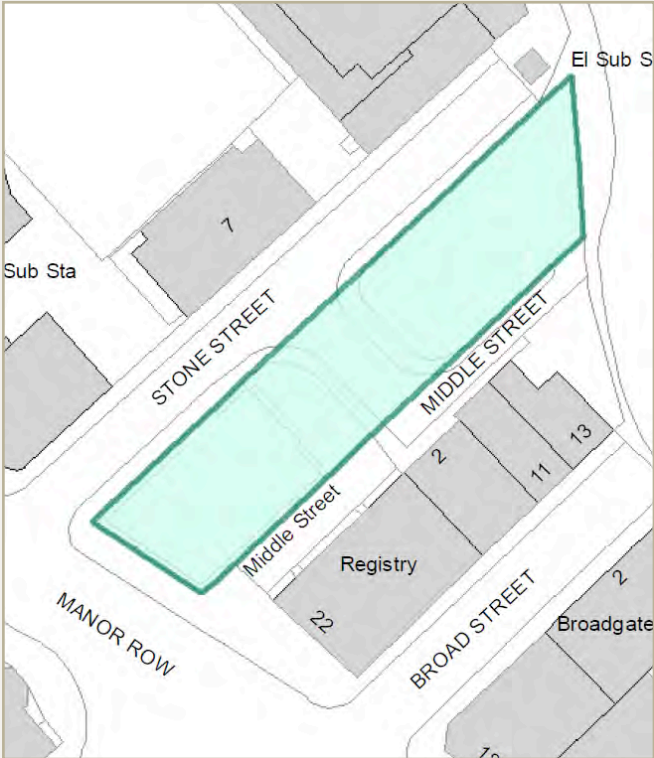 El Sub S
7
Sub Sta
STONE STREET
MIDDLE STREET
2
13
11
Middle Street
Registry
22
2
Broadgate
MANOR ROW
BROAD STREET